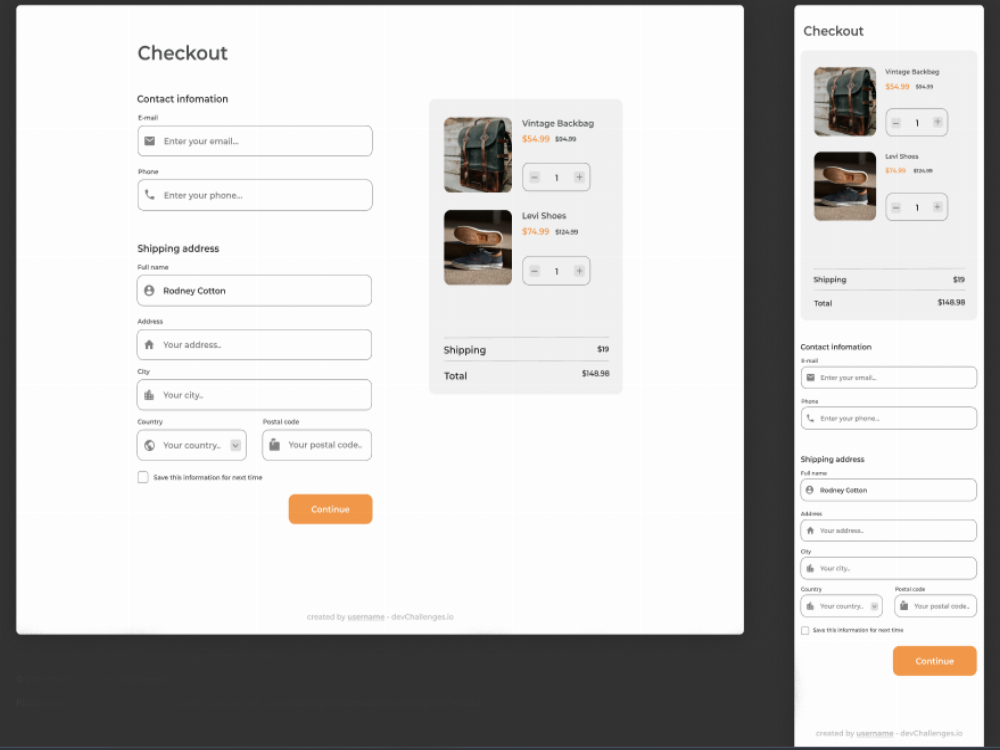 Checkout
Contact infomation
E-mail
Enter your email...
Phone
Enter your phone...
Shipping address
Full name
Rodney Cotton
Address
Your address..
City
Your city..
Country
Postal code
Your country..
Your postal code..
Save this information for next time
Continue
Vintage Backbag
$54.99 $94.99
1
Levi Shoes
$74.99 $124.99
1
Shipping $19
Total $148.98
created by username - devChallenges.io
Checkout
Vintage Backbag
$54.99 $94.99
1
Levi Shoes
$74.99 $124.99
1
Shipping $19
Total $148.98
Contact infomation
E-mail
Enter your email...
Phone
Enter your phone...
Shipping address
Full name
Rodney Cotton
Address
Your address..
City
Your city..
Country
Postal code
Your country..
Your postal code..
Save this information for next time
Continue
created by username - devChallenges.io